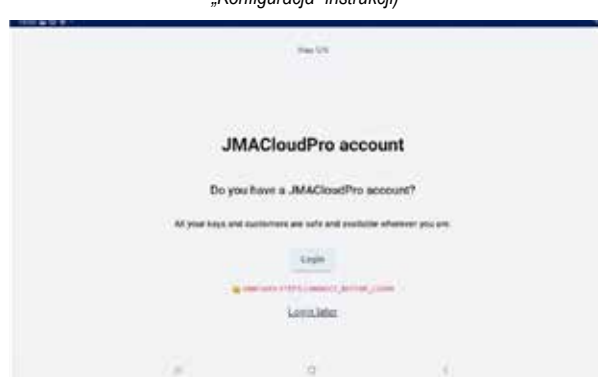 „Konfiguracja” instrukcji)
JMACloudPro account
Do you have a JMACloudPro account?
All your keys and customers are safe and available wherever you are.
Login
Login later